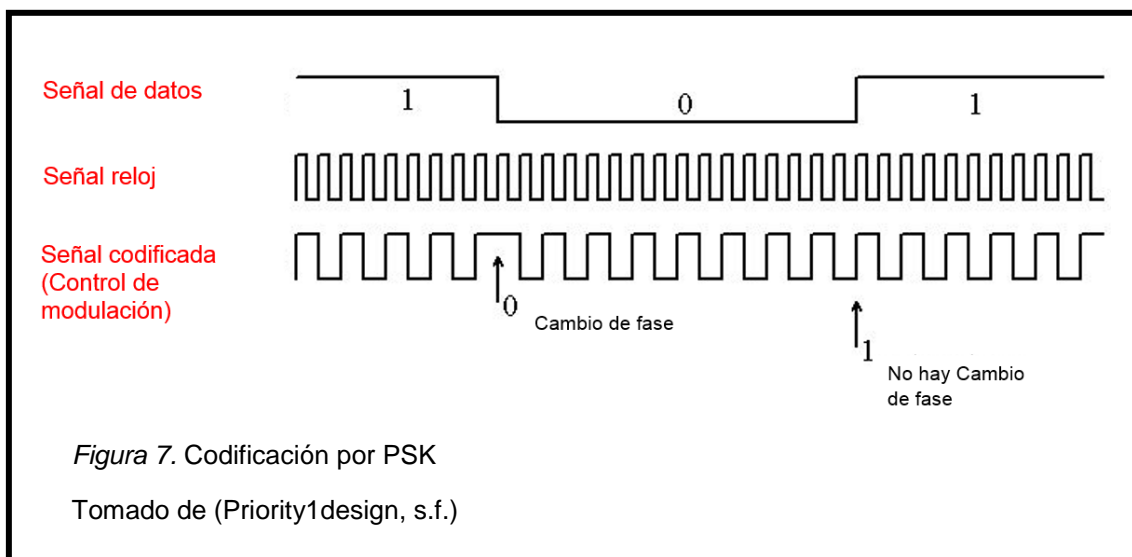 Señal de datos
1
0
1
Señal reloj
Señal codificada
(Control de
modulación)
0
Cambio de fase
1
No hay Cambio
de fase
Figura 7. Codificación por PSK
Tomado de (Priority1design, s.f.)